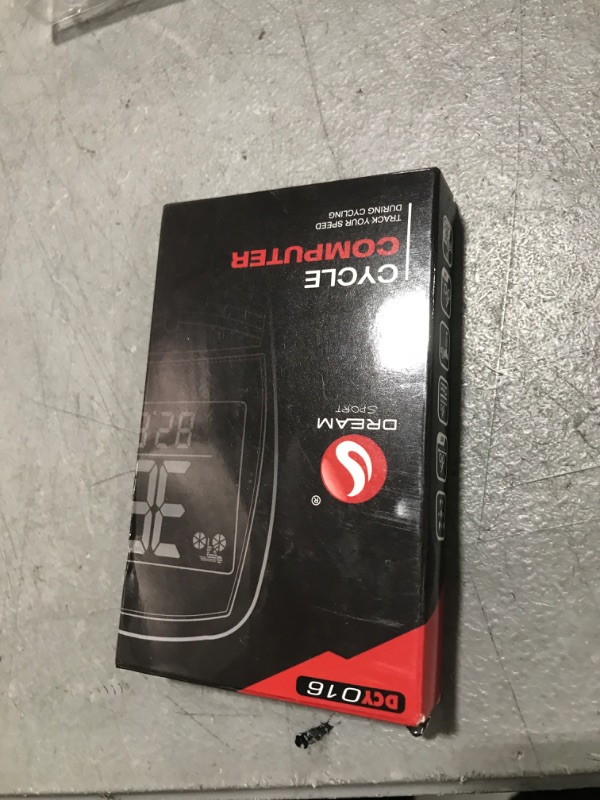 DCY016
®
DREAM
SPORT
CYCLE
COMPUTER
TRACK YOUR SPEED
DURING CYCLING